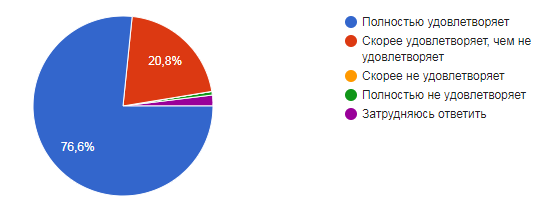 76,6%
20,8%
Полностью удовлетворяет
Скорее удовлетворяет, чем не
удовлетворяет
Скорее не удовлетворяет
Полностью не удовлетворяет
Затрудняюсь ответить